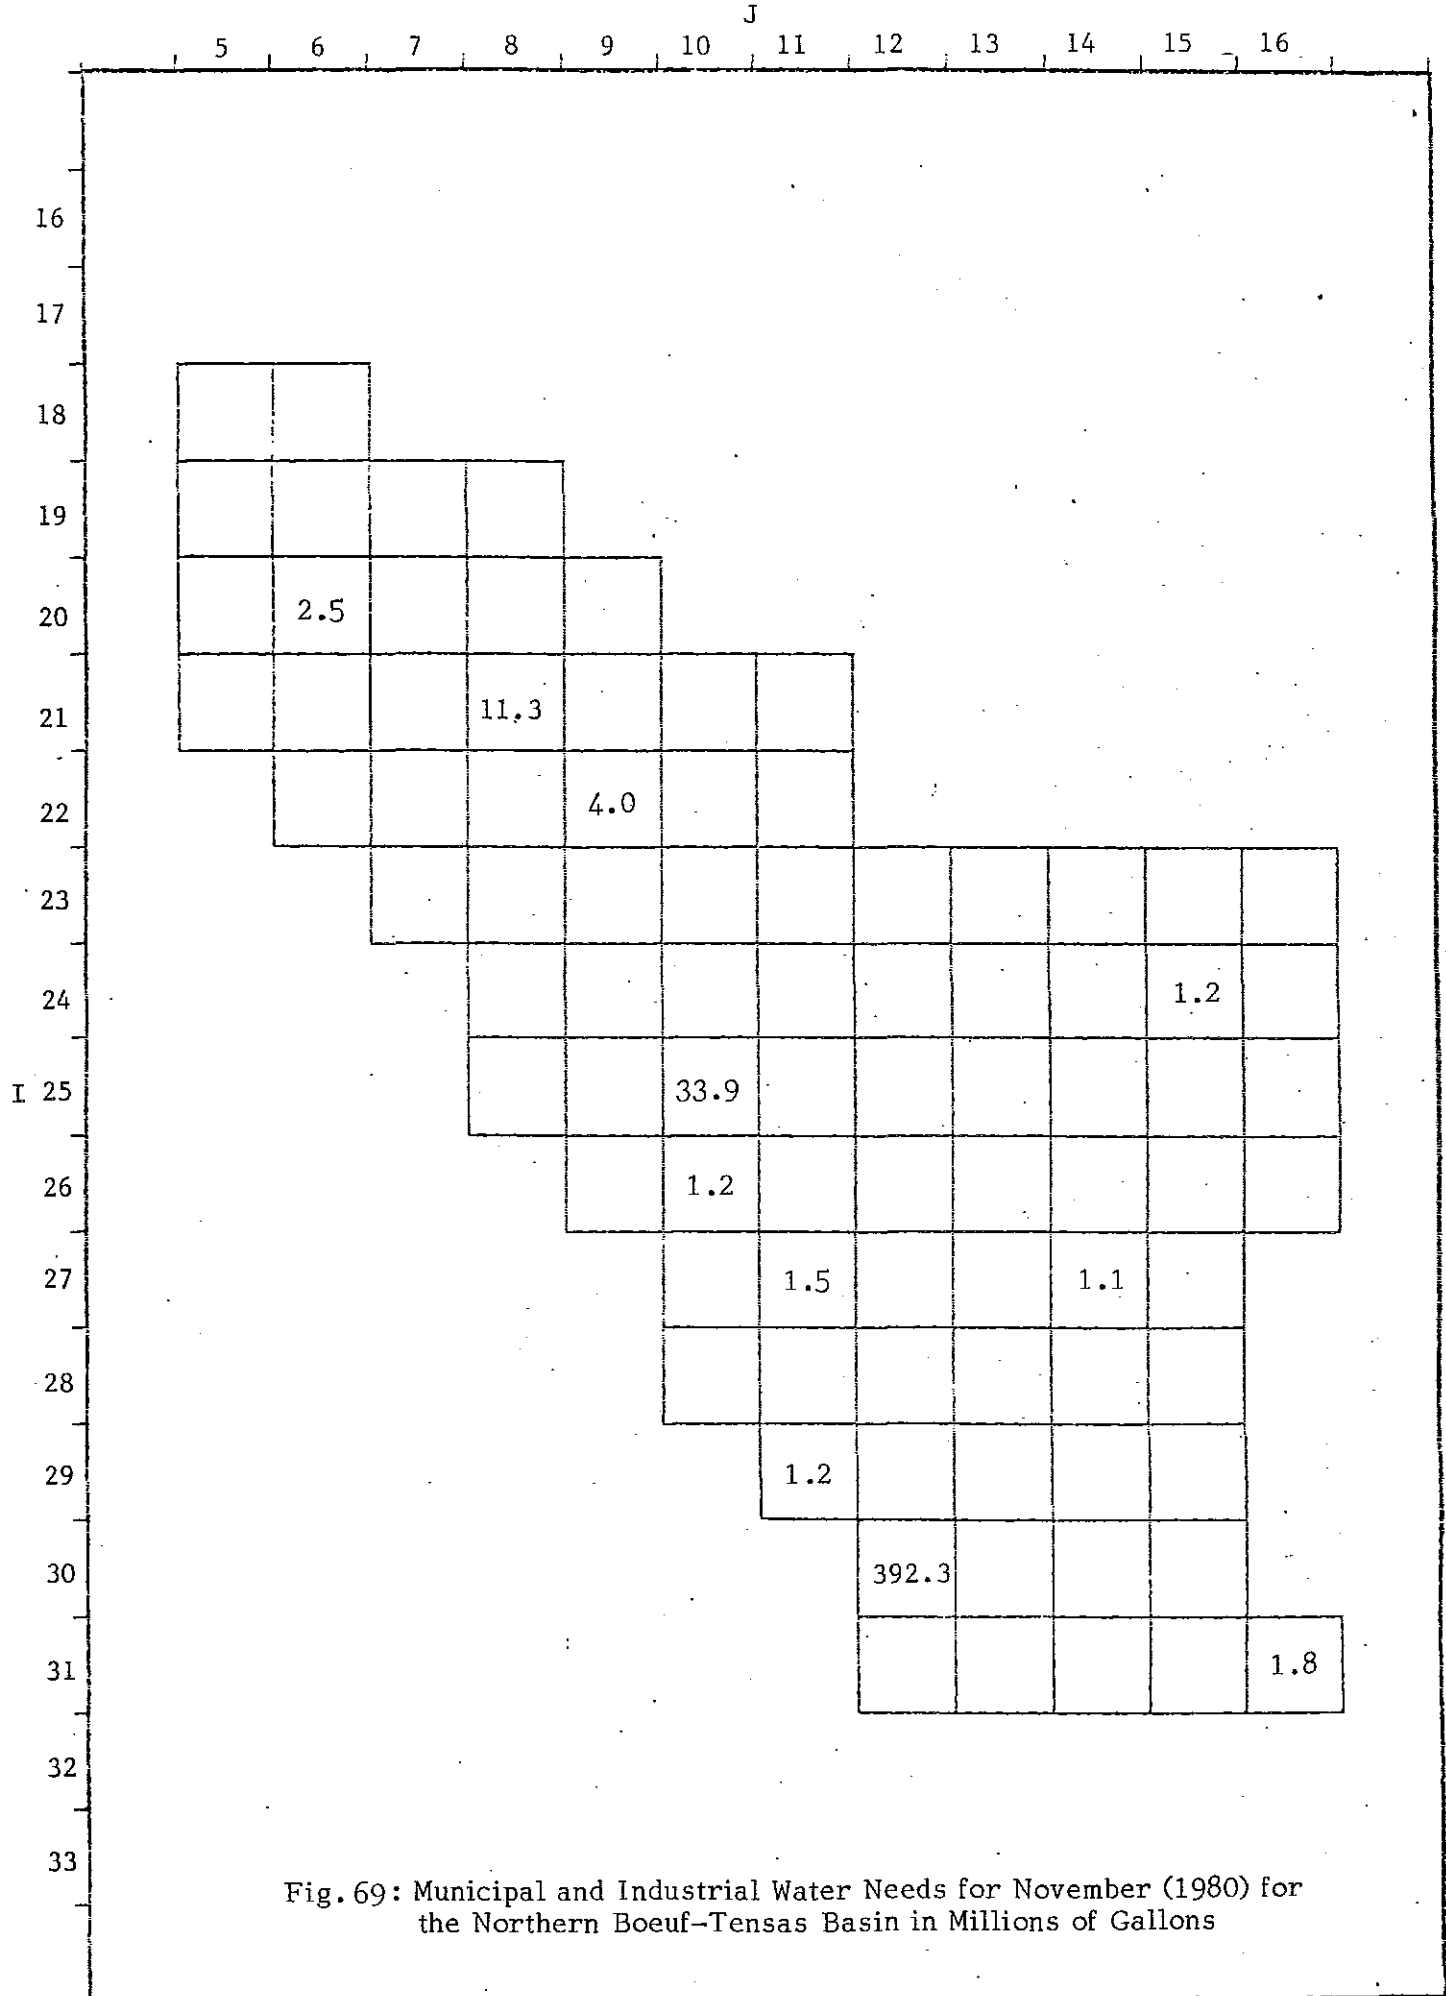 J
5 6 7 8 9 10 11 12 13 14 15 16
16
17
18
19
20 2.5
21 11.3
22 4.0
23
24 1.2
I 25 33.9
26 1.2
27 1.5 1.1
28
29 1.2
30 392.3
31 1.8
32
33
Fig. 69: Municipal and Industrial Water Needs for November (1980) for
the Northern Boeuf-Tensas Basin in Millions of Gallons